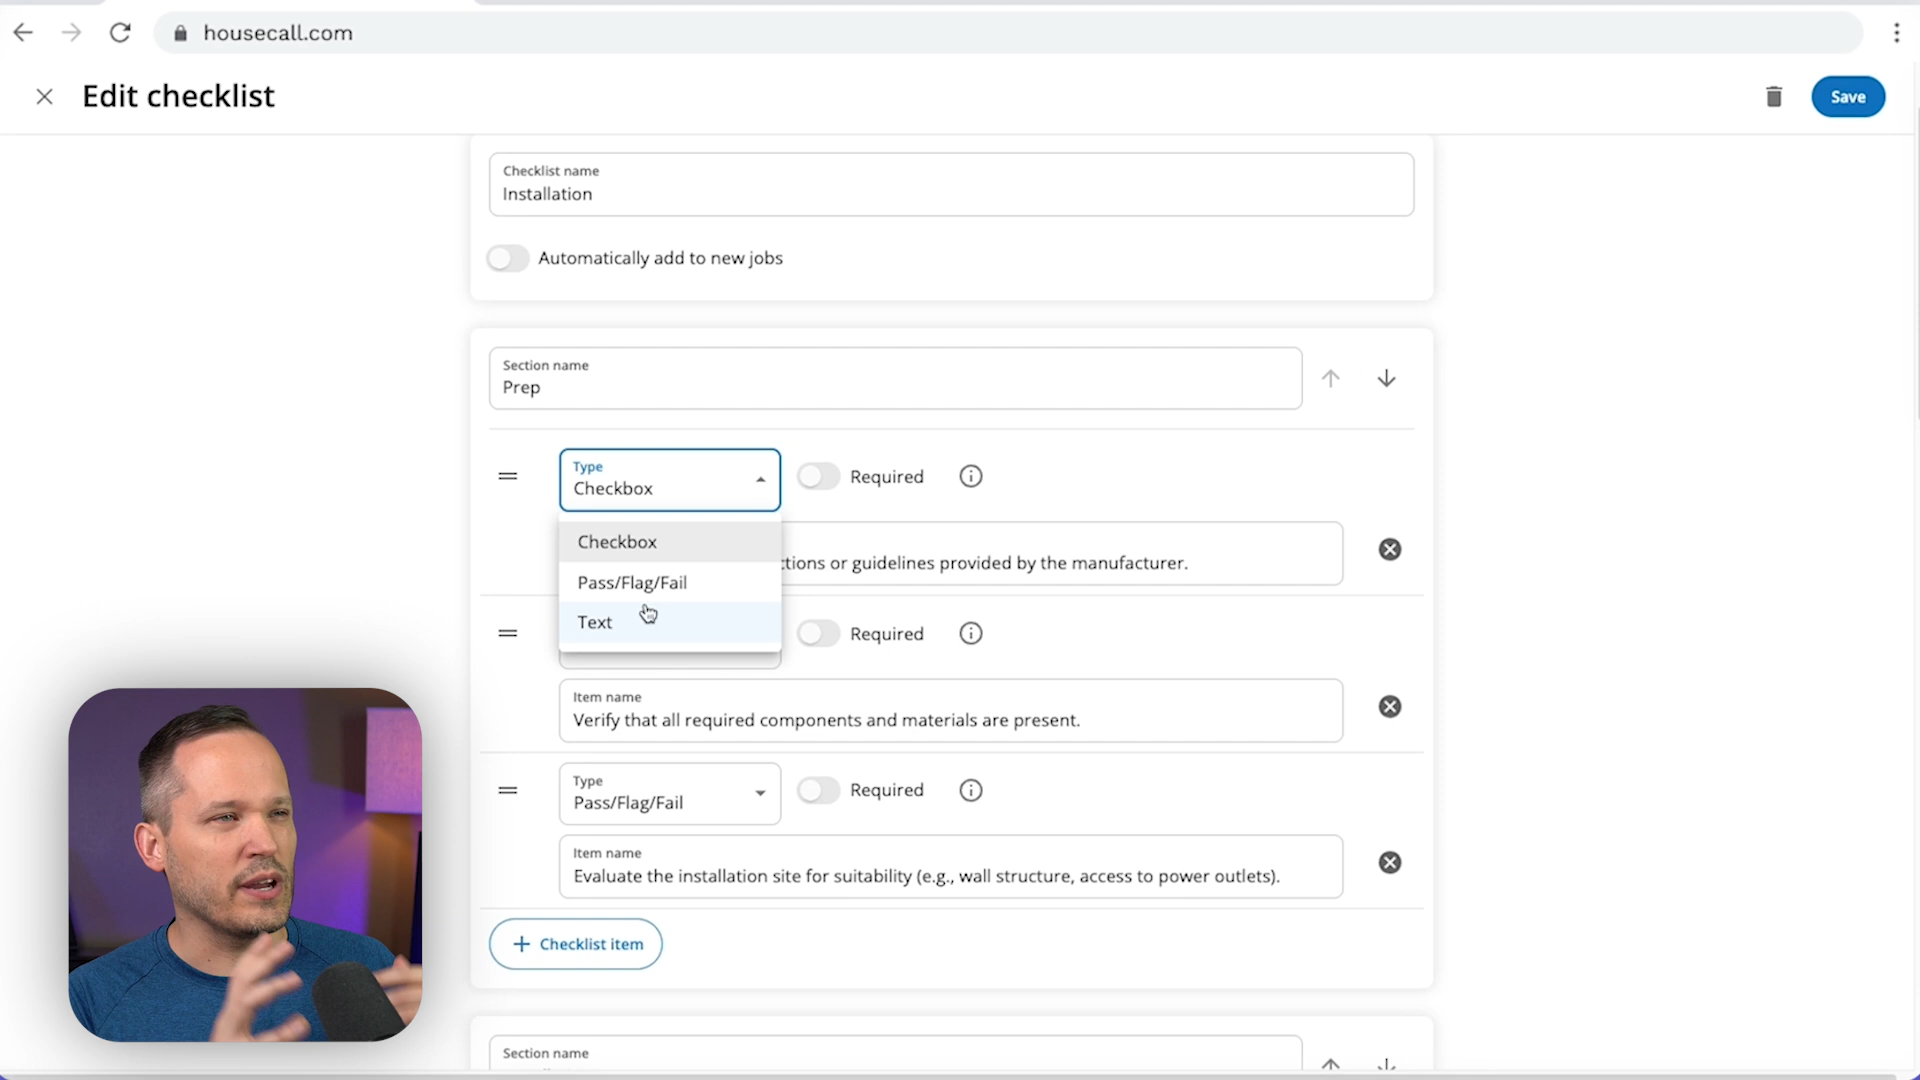 housecall.com
Edit checklist
Save
Checklist name
Installation
Automatically add to new jobs
Section name
Prep
Type
Checkbox
Required
Checkbox
ctions or guidelines provided by the manufacturer.
Pass/Flag/Fail
Text
Required
Item name
Verify that all required components and materials are present.
Type
Pass/Flag/Fail
Required
Item name
Evaluate the installation site for suitability (e.g., wall structure, access to power outlets).
+ Checklist item
Section name